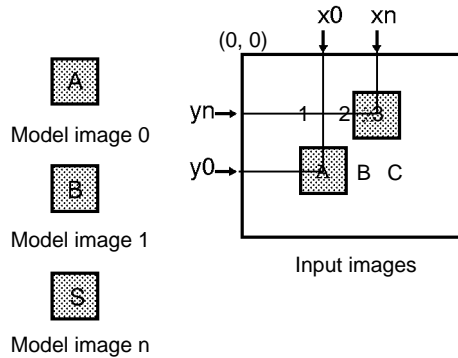 x0 xn
(0, 0)
A
Model image 0
yn 1 2 3
y0 A B C
B
Model image 1
Input images
S
Model image n